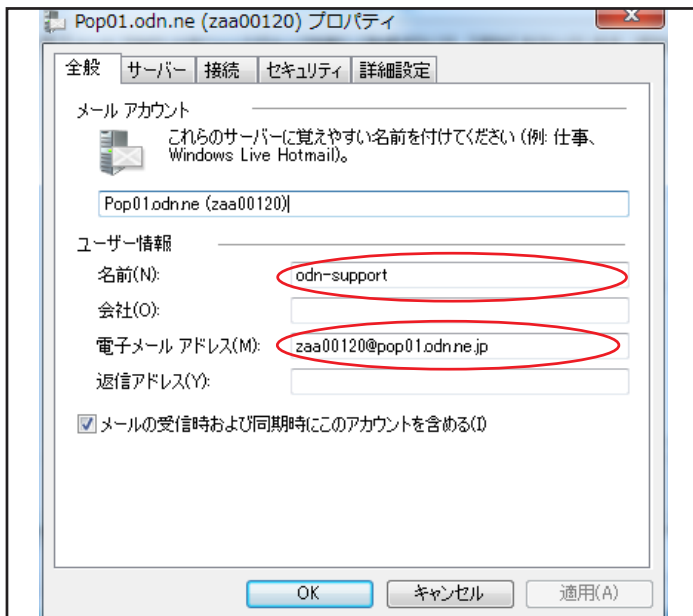 Pop01.odn.ne (zaa00120) プロパティ
全般 サーバー 接続 セキュリティ 詳細設定
メール アカウント
これらのサーバーに覚えやすい名前を付けてください (例: 仕事、
Windows Live Hotmail)。
Pop01.odn.ne (zaa00120)
ユーザー情報
名前(N): odn-support
会社(O):
電子メール アドレス(M): zaa00120@pop01.odn.ne.jp
返信アドレス(Y):
メールの受信時および同期時にこのアカウントを含める(I)
OK キャンセル 適用(A)